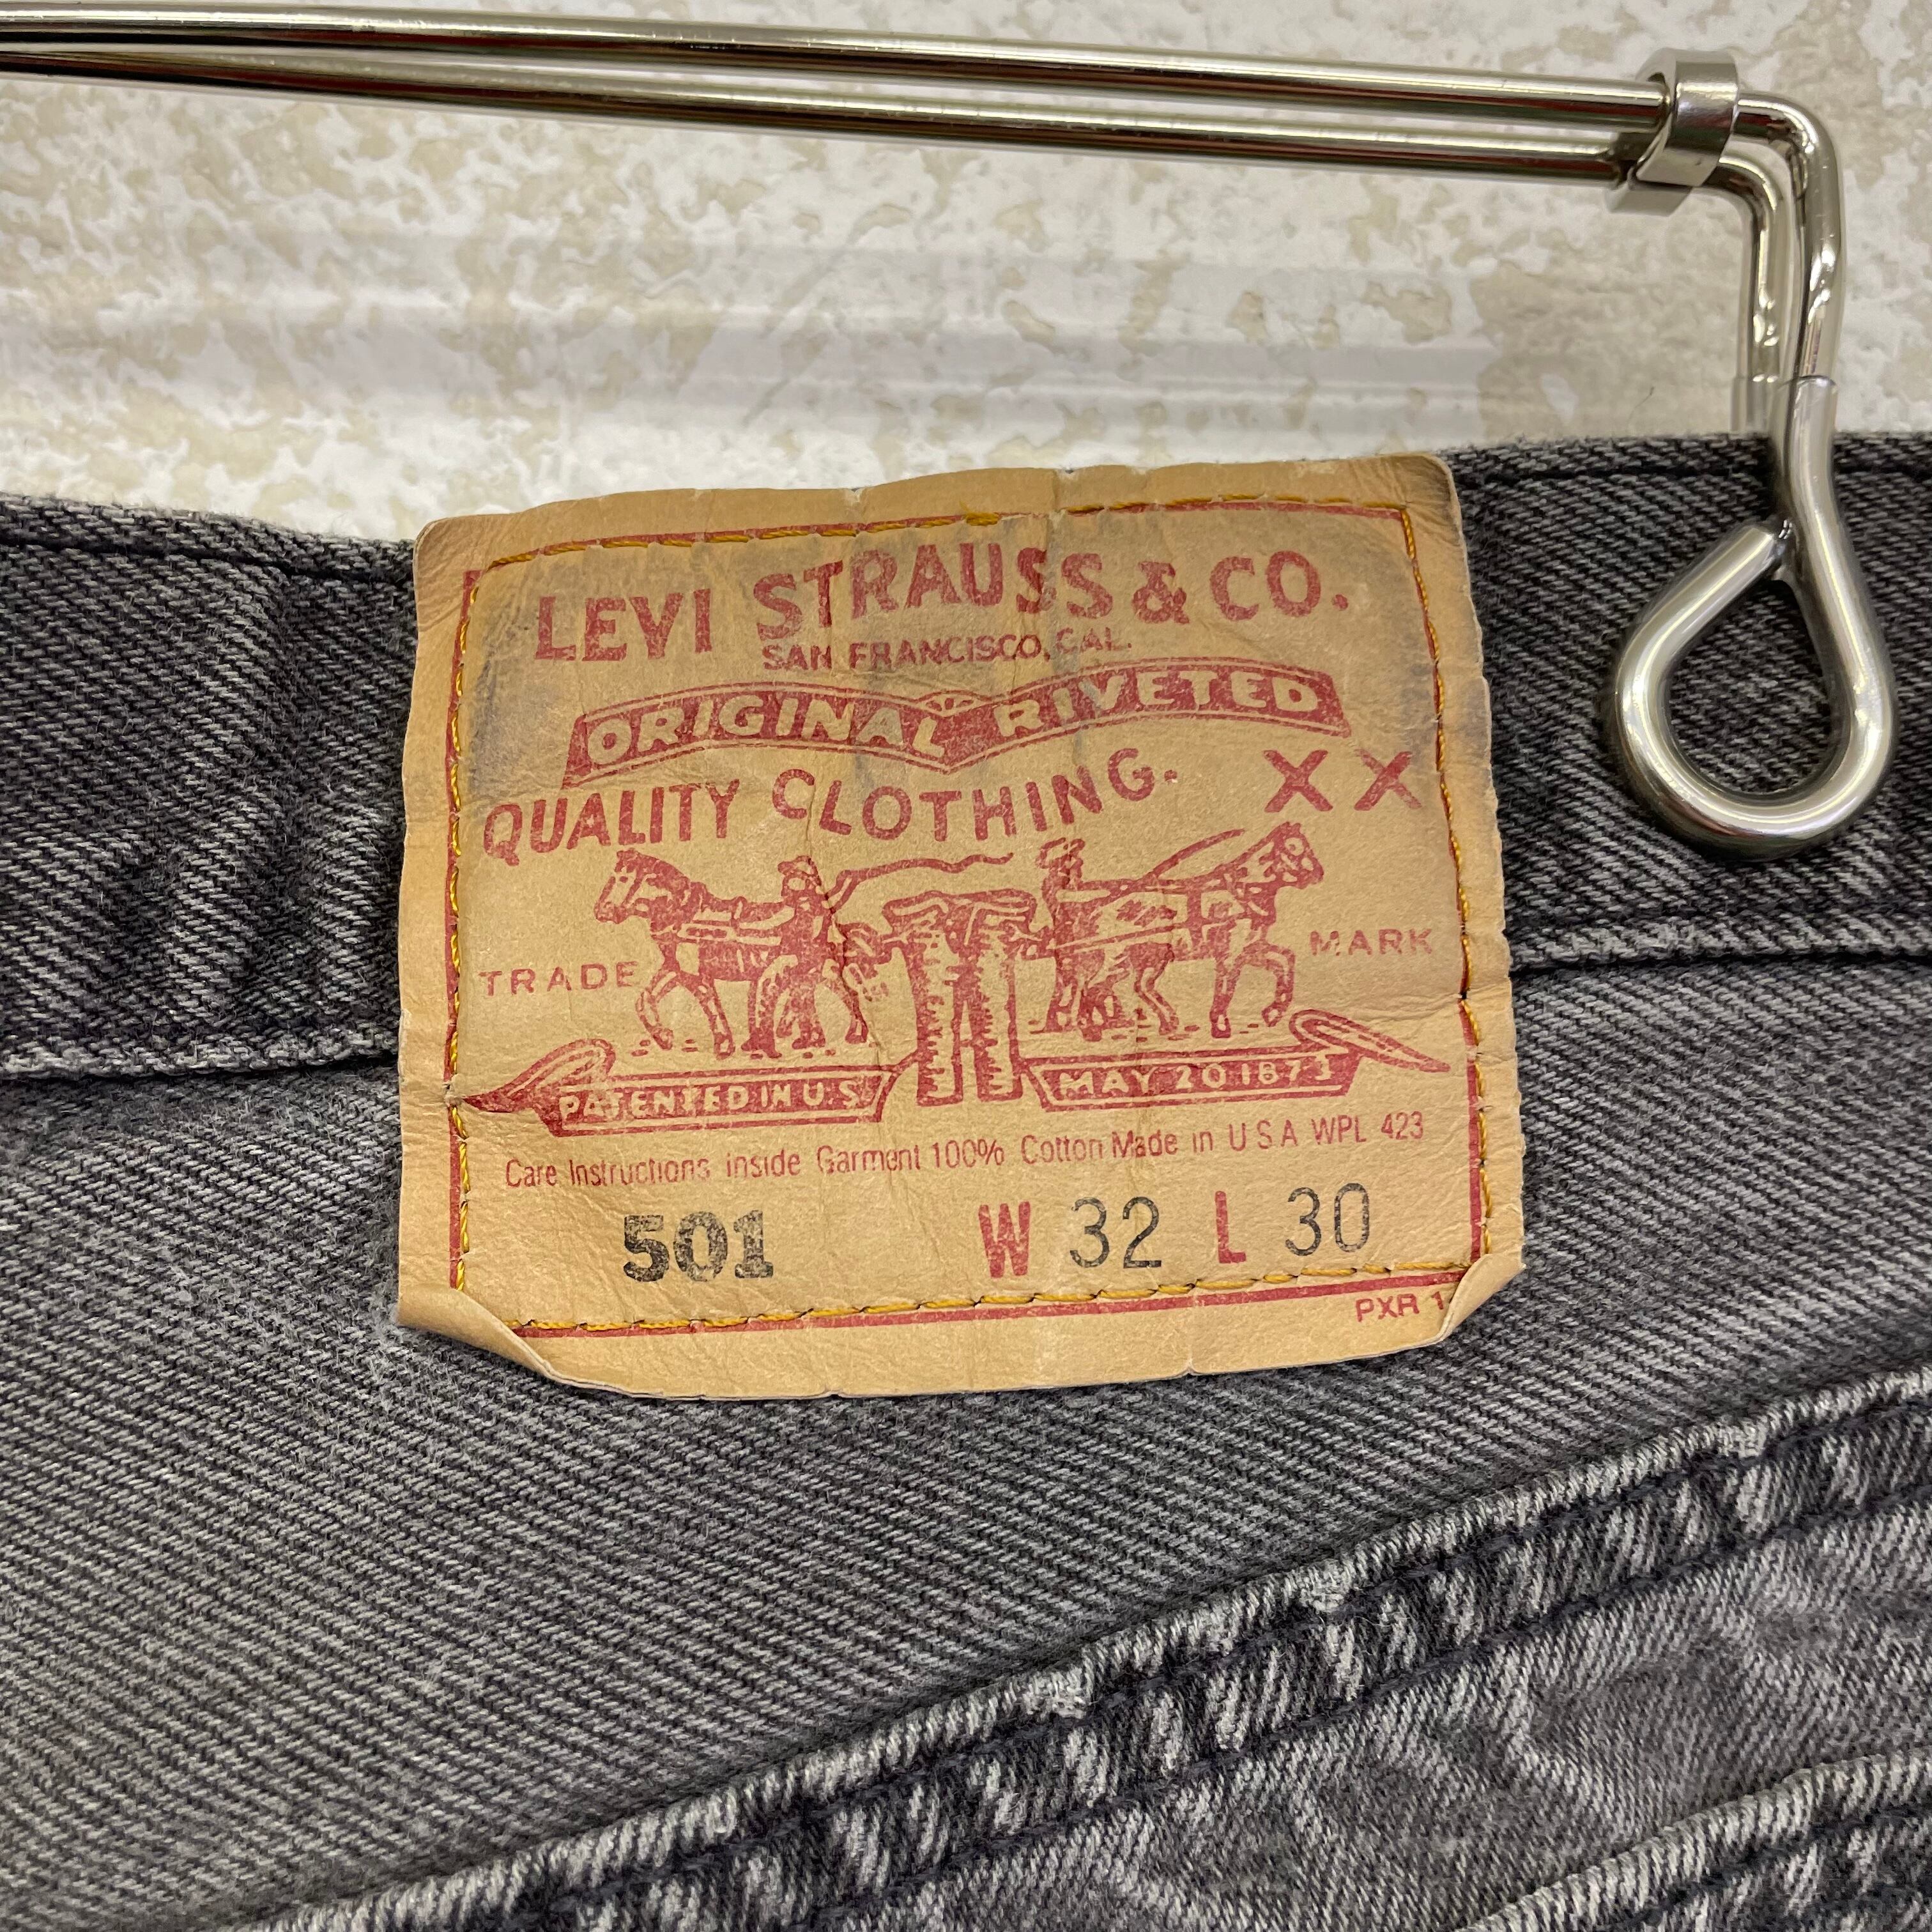 LEVI STRAUSS & CO.
SAN FRANCISCO, CAL.
ORIGINAL RIVETED
QUALITY CLOTHING. XX
TRADE MARK
PATENTED IN U.S. MAY 20 1873
Care Instructions Inside Garment 100% Cotton Made in U S A WPL 423
501 W 32 L 30
PXR 1